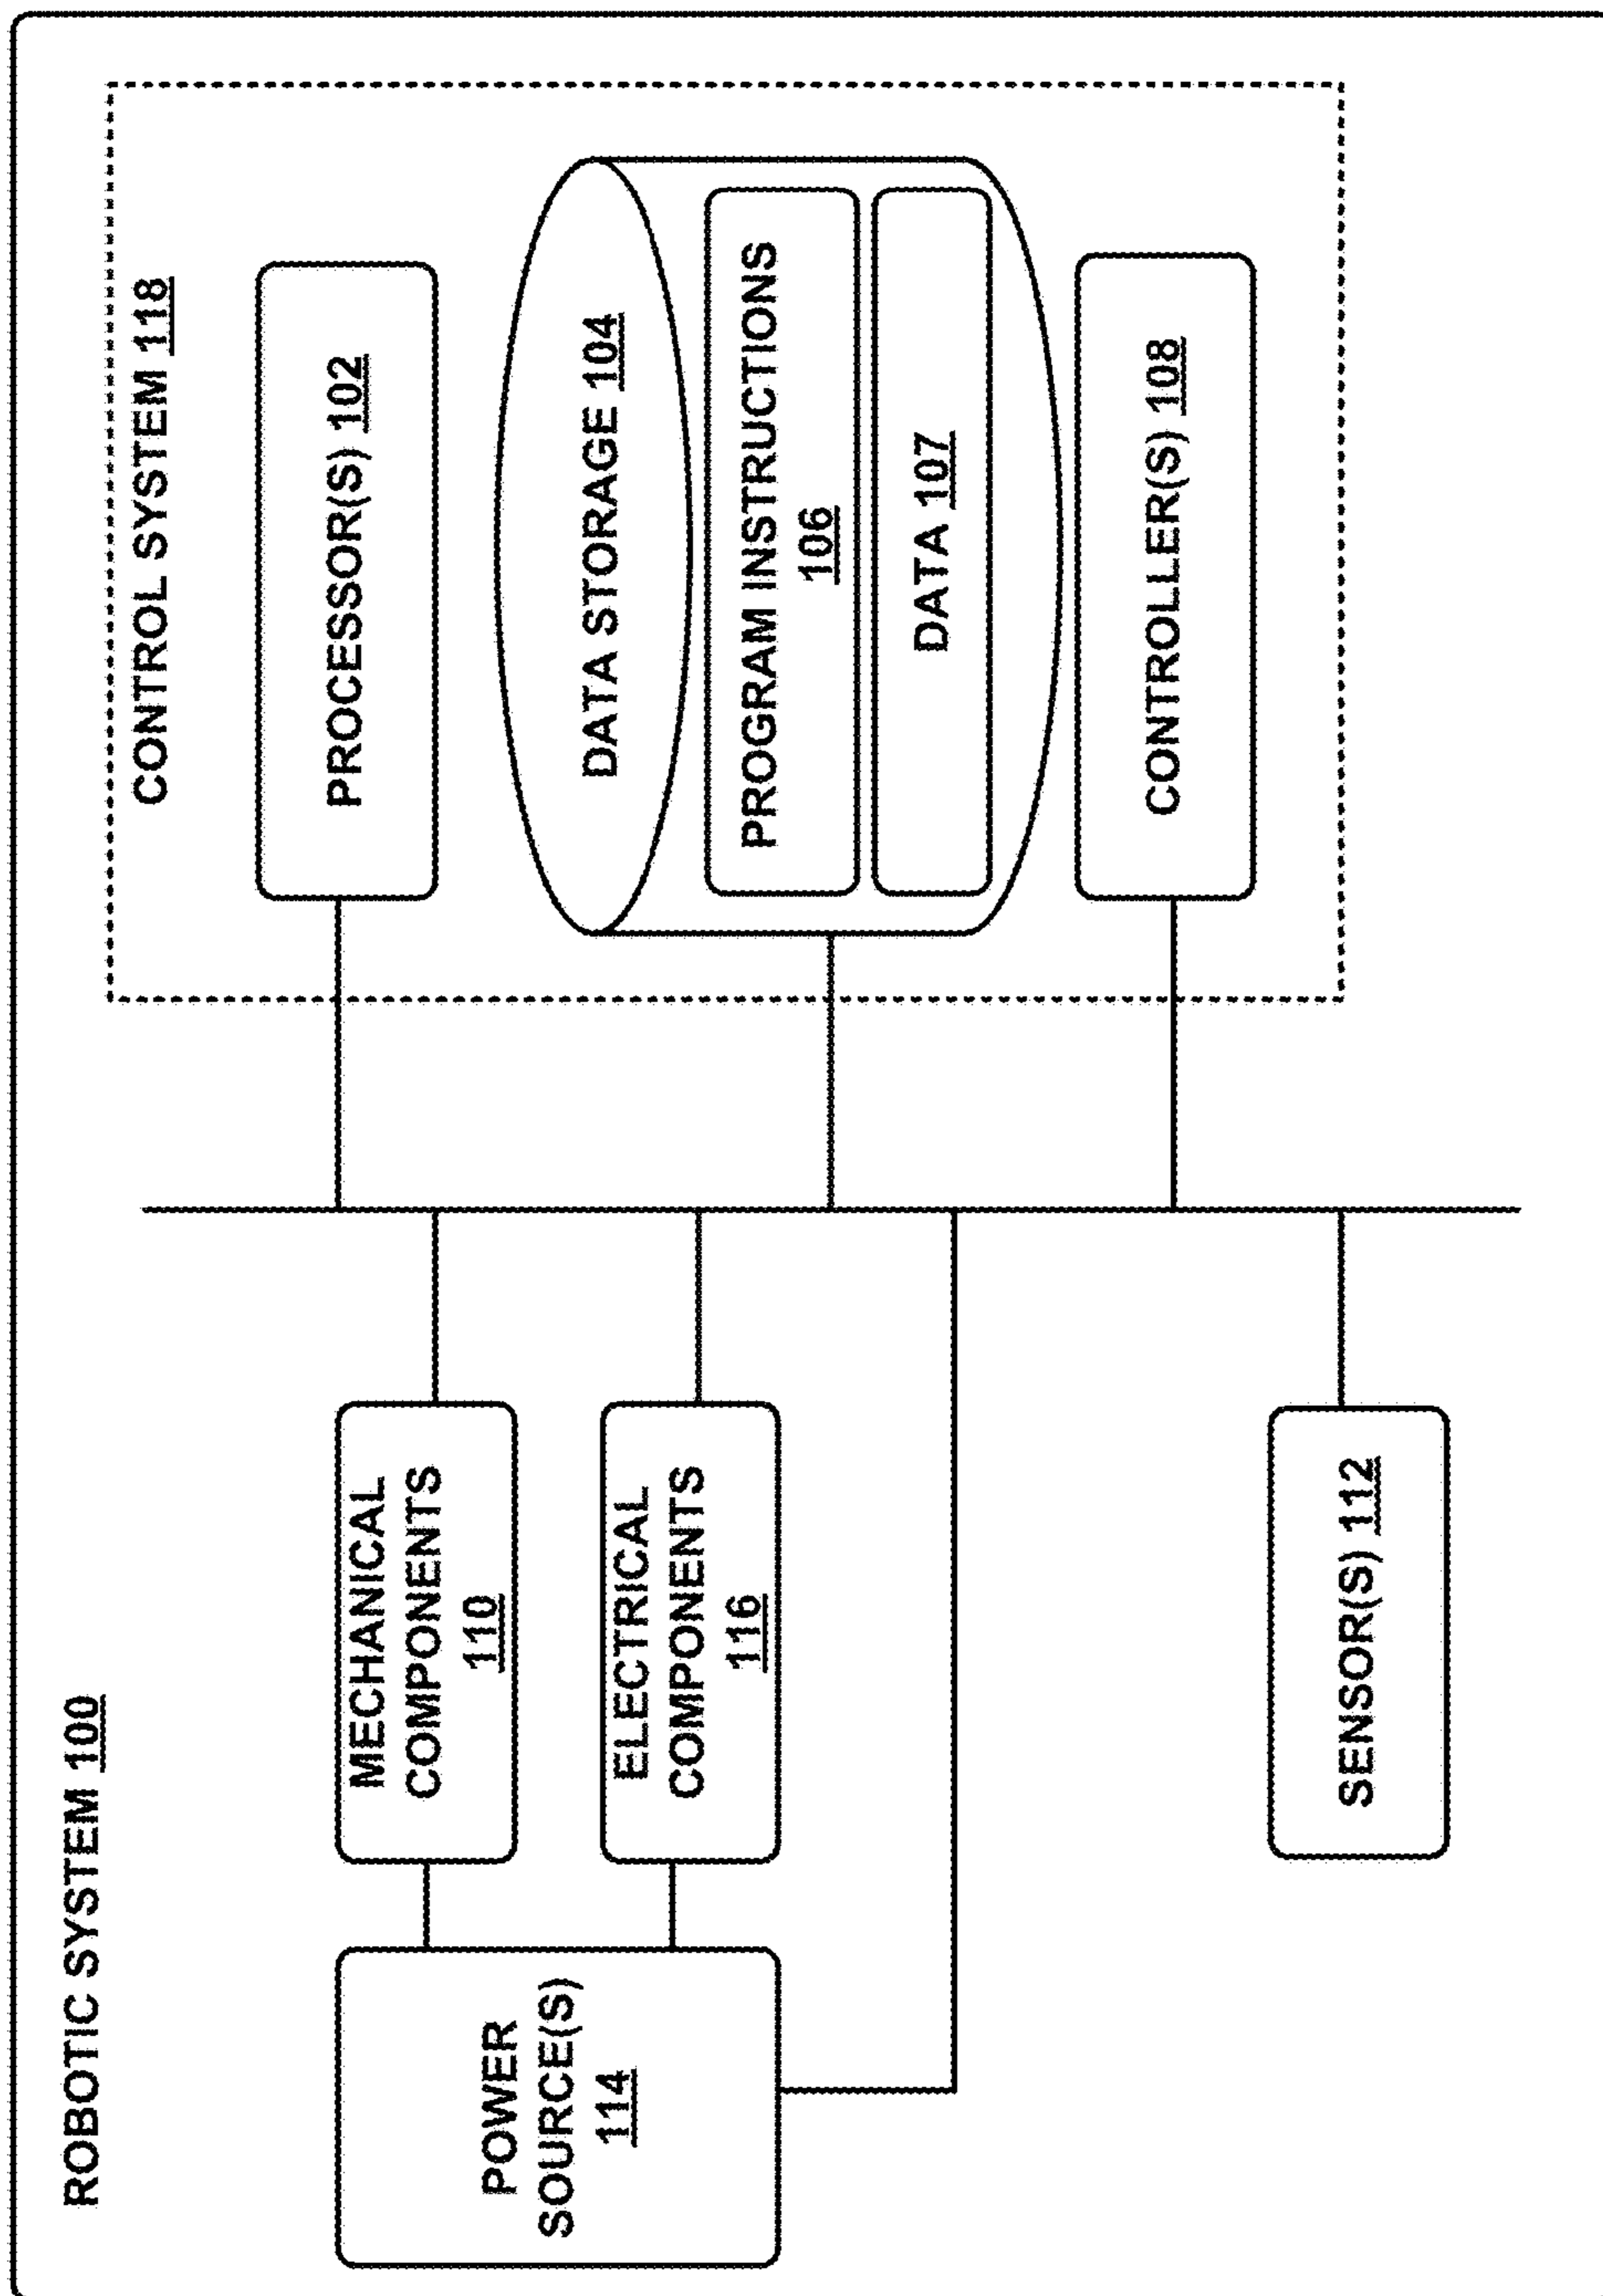 ROBOTIC SYSTEM 100
POWER
SOURCE(S)
114
MECHANICAL
COMPONENTS
110
ELECTRICAL
COMPONENTS
116
SENSOR(S) 112
CONTROL SYSTEM 118
PROCESSOR(S) 102
DATA STORAGE 104
PROGRAM INSTRUCTIONS
106
DATA 107
CONTROLLER(S) 108